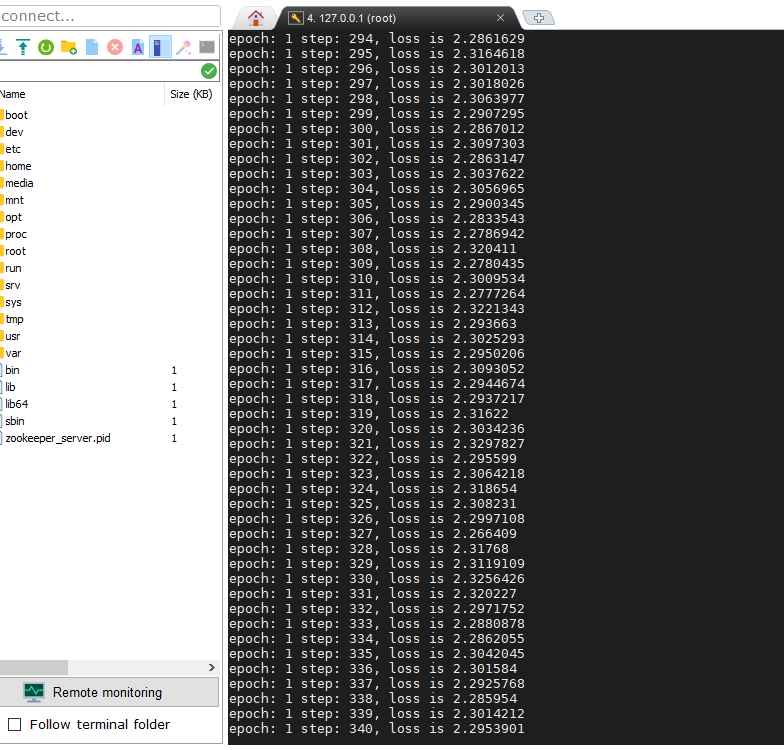 connect...
4. 127.0.0.1 (root)
Name
Size (KB)
boot
dev
etc
home
media
mnt
opt
proc
root
run
srv
sys
tmp
usr
var
bin 1
lib 1
lib64 1
sbin 1
zookeeper_server.pid 1
Remote monitoring
Follow terminal folder
epoch: 1 step: 294, loss is 2.2861629
epoch: 1 step: 295, loss is 2.3164618
epoch: 1 step: 296, loss is 2.3012013
epoch: 1 step: 297, loss is 2.3018026
epoch: 1 step: 298, loss is 2.3063977
epoch: 1 step: 299, loss is 2.2907295
epoch: 1 step: 300, loss is 2.2867012
epoch: 1 step: 301, loss is 2.3097303
epoch: 1 step: 302, loss is 2.2863147
epoch: 1 step: 303, loss is 2.3037622
epoch: 1 step: 304, loss is 2.3056965
epoch: 1 step: 305, loss is 2.2900345
epoch: 1 step: 306, loss is 2.2833543
epoch: 1 step: 307, loss is 2.2786942
epoch: 1 step: 308, loss is 2.320411
epoch: 1 step: 309, loss is 2.2780435
epoch: 1 step: 310, loss is 2.3009534
epoch: 1 step: 311, loss is 2.2777264
epoch: 1 step: 312, loss is 2.3221343
epoch: 1 step: 313, loss is 2.293663
epoch: 1 step: 314, loss is 2.3025293
epoch: 1 step: 315, loss is 2.2950206
epoch: 1 step: 316, loss is 2.3093052
epoch: 1 step: 317, loss is 2.2944674
epoch: 1 step: 318, loss is 2.2937217
epoch: 1 step: 319, loss is 2.31622
epoch: 1 step: 320, loss is 2.3034236
epoch: 1 step: 321, loss is 2.3297827
epoch: 1 step: 322, loss is 2.295599
epoch: 1 step: 323, loss is 2.3064218
epoch: 1 step: 324, loss is 2.318654
epoch: 1 step: 325, loss is 2.308231
epoch: 1 step: 326, loss is 2.2997108
epoch: 1 step: 327, loss is 2.266409
epoch: 1 step: 328, loss is 2.31768
epoch: 1 step: 329, loss is 2.3119109
epoch: 1 step: 330, loss is 2.3256426
epoch: 1 step: 331, loss is 2.320227
epoch: 1 step: 332, loss is 2.2971752
epoch: 1 step: 333, loss is 2.2880878
epoch: 1 step: 334, loss is 2.2862055
epoch: 1 step: 335, loss is 2.3042045
epoch: 1 step: 336, loss is 2.301584
epoch: 1 step: 337, loss is 2.2925768
epoch: 1 step: 338, loss is 2.285954
epoch: 1 step: 339, loss is 2.3014212
epoch: 1 step: 340, loss is 2.2953901